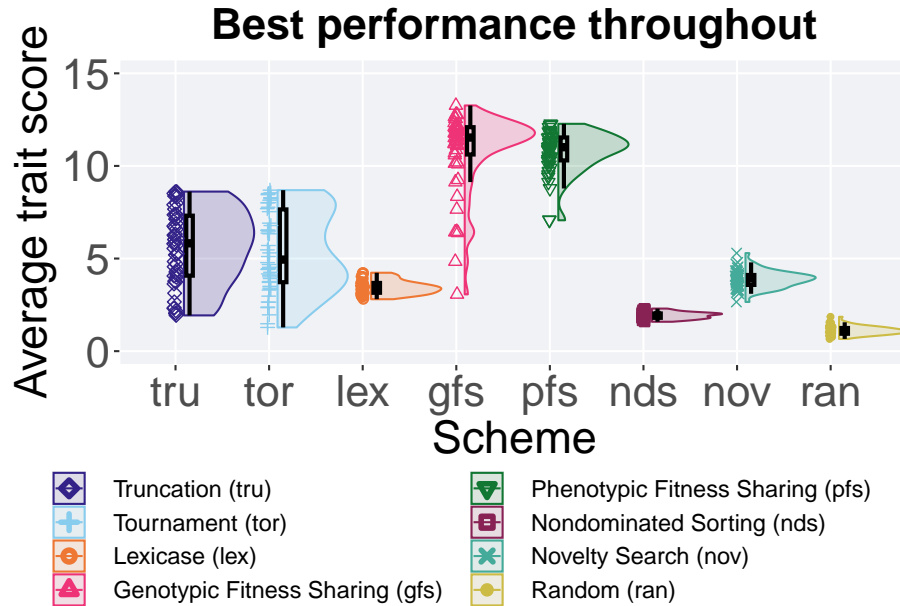 Best performance throughout
Average trait score
15
10
5
0
tru tor lex gfs pfs nds nov ran
Scheme
Truncation (tru)
Tournament (tor)
Lexicase (lex)
Genotypic Fitness Sharing (gfs)
Phenotypic Fitness Sharing (pfs)
Nondominated Sorting (nds)
Novelty Search (nov)
Random (ran)